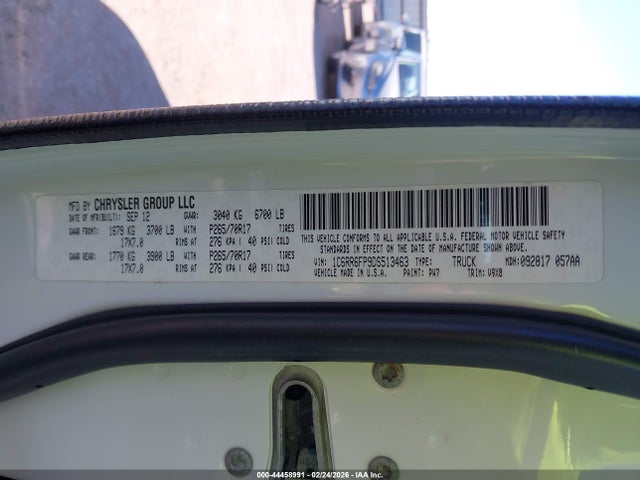 MFD BY CHRYSLER GROUP LLC
DATE OF MFR(BUILT): SEP 12 GVWR: 3040 KG 6700 LB
GAWR FRONT: 1679 KG 3700 LB WITH P265/70R17 TIRES
17X7.0 RIMS AT 276 KPA / 40 PSI COLD
GAWR REAR: 1770 KG 3900 LB WITH P265/70R17 TIRES
17X7.0 RIMS AT 276 KPA / 40 PSI COLD
THIS VEHICLE CONFORMS TO ALL APPLICABLE U.S.A. FEDERAL MOTOR VEHICLE SAFETY
STANDARDS IN EFFECT ON THE DATE OF MANUFACTURE SHOWN ABOVE.
VIN: 1C6RR6FP9DS513463 TYPE: TRUCK MDH: 092817 057AA
VEHICLE MADE IN U.S.A. PAINT: PW7 TRIM: V9X8
000-44458991 - 02/24/2026 - IAAI.COM